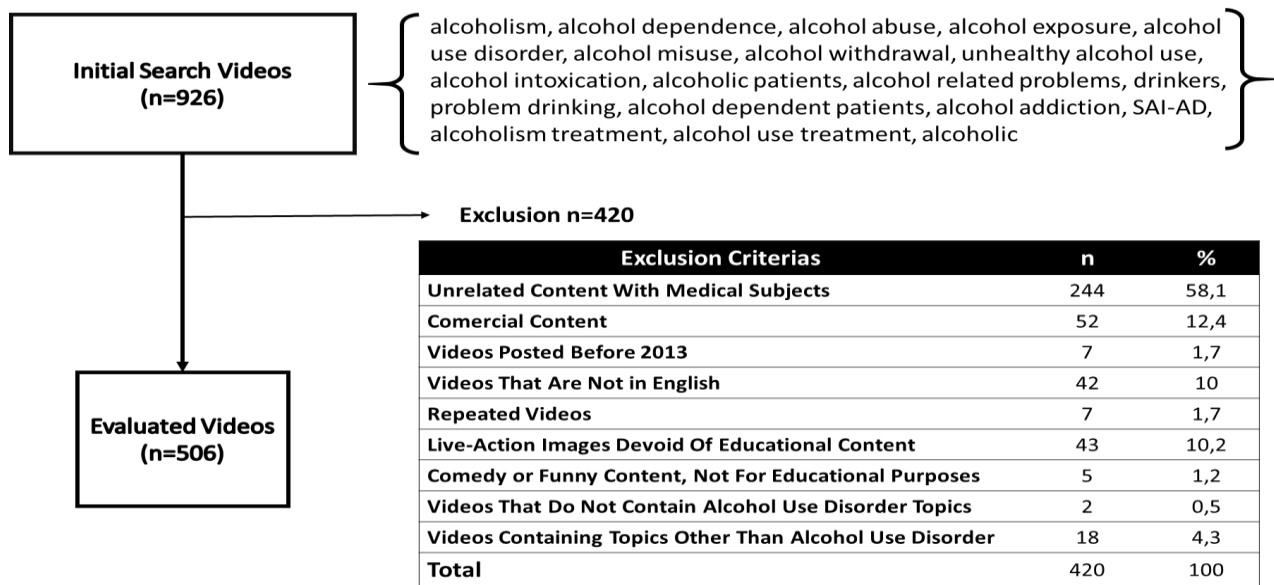 Initial Search Videos
(n=926)
alcoholism, alcohol dependence, alcohol abuse, alcohol exposure, alcohol
use disorder, alcohol misuse, alcohol withdrawal, unhealthy alcohol use,
alcohol intoxication, alcoholic patients, alcohol related problems, drinkers,
problem drinking, alcohol dependent patients, alcohol addiction, SAI-AD,
alcoholism treatment, alcohol use treatment, alcoholic
Exclusion n=420
Exclusion Criterias n %
Unrelated Content With Medical Subjects 244 58,1
Comercial Content 52 12,4
Videos Posted Before 2013 7 1,7
Videos That Are Not in English 42 10
Repeated Videos 7 1,7
Live-Action Images Devoid Of Educational Content 43 10,2
Comedy or Funny Content, Not For Educational Purposes 5 1,2
Videos That Do Not Contain Alcohol Use Disorder Topics 2 0,5
Videos Containing Topics Other Than Alcohol Use Disorder 18 4,3
Total 420 100
Evaluated Videos
(n=506)